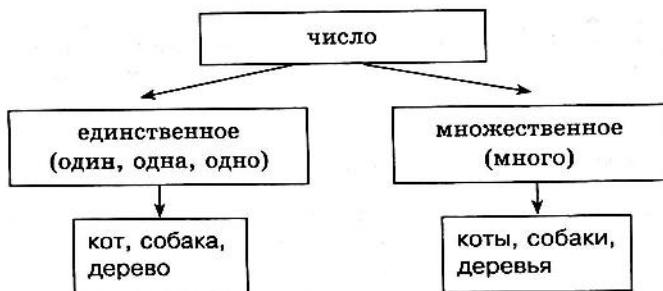 число
единственное
(один, одна, одно)
множественное
(много)
кот, собака,
дерево
коты, собаки,
деревья